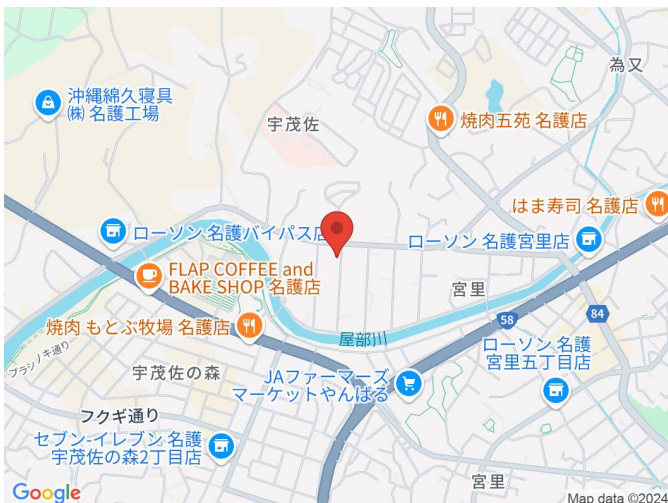 為又
沖縄綿久寝具
㈱ 名護工場
宇茂佐
焼肉五苑 名護店
はま寿司 名護店
ローソン 名護バイパス店
ローソン 名護宮里店
FLAP COFFEE and
BAKE SHOP 名護店
宮里
58
84
焼肉 もとぶ牧場 名護店
屋部川
ローソン 名護
宮里五丁目店
ブラシノキ通り
宇茂佐の森
JAファーマーズ
マーケットやんばる
フクギ通り
セブン-イレブン 名護
宇茂佐の森2丁目店
宮里
Google
Map data ©2024